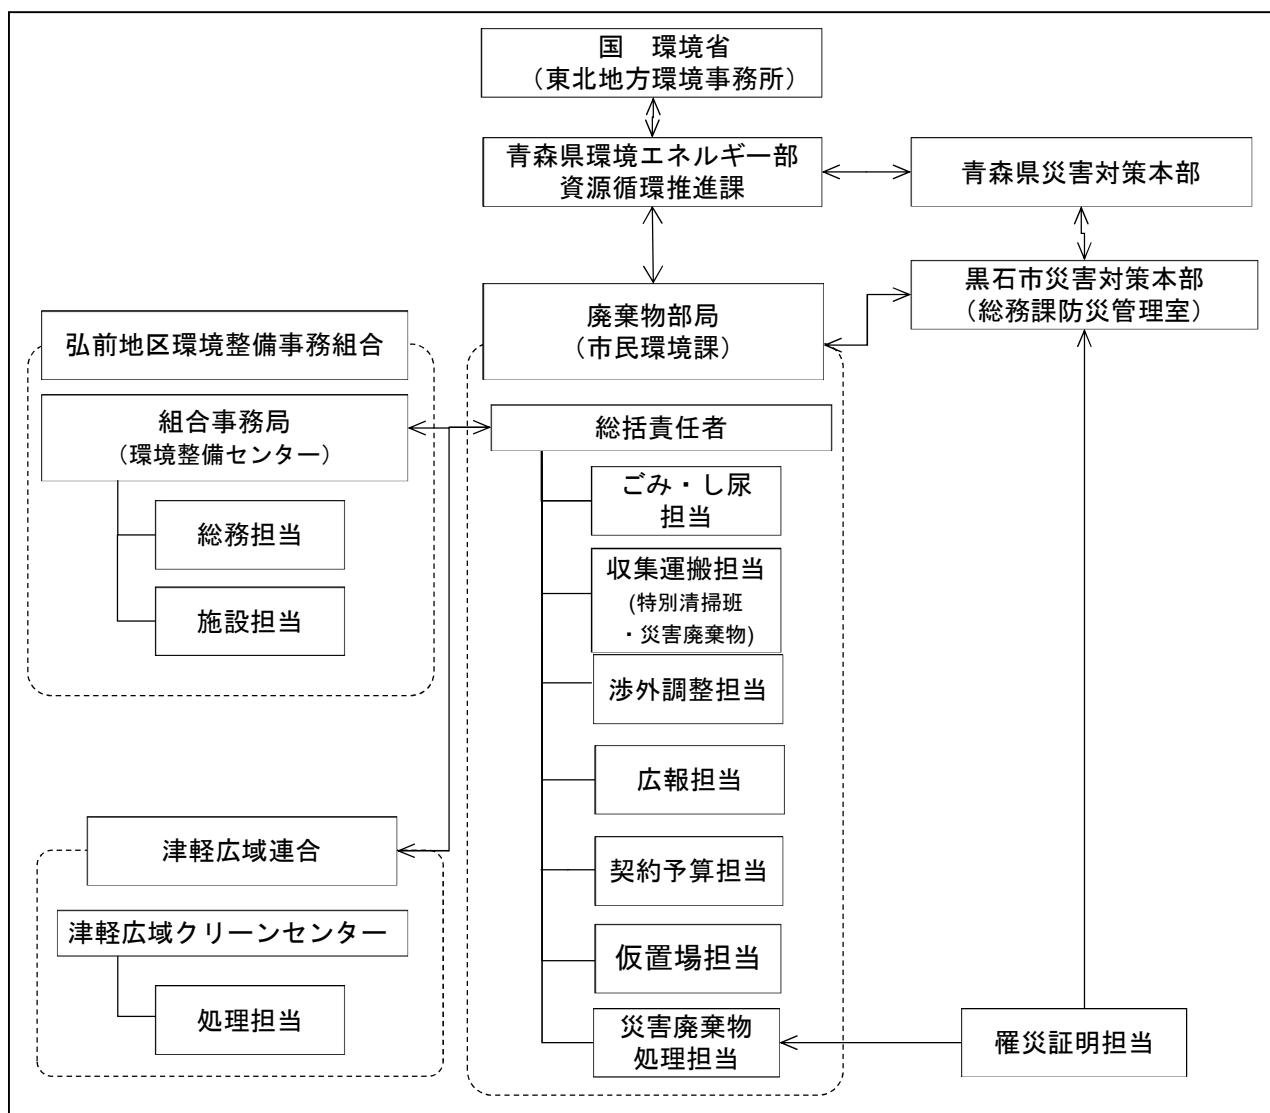 国　環境省
（東北地方環境事務所）
青森県環境エネルギー部
資源循環推進課
青森県災害対策本部
黒石市災害対策本部
（総務課防災管理室）
廃棄物部局
（市民環境課）
弘前地区環境整備事務組合
組合事務局
（環境整備センター）
総務担当
施設担当
総括責任者
ごみ・し尿
担当
収集運搬担当
(特別清掃班
・災害廃棄物)
渉外調整担当
広報担当
契約予算担当
仮置場担当
災害廃棄物
処理担当
津軽広域連合
津軽広域クリーンセンター
処理担当
罹災証明担当